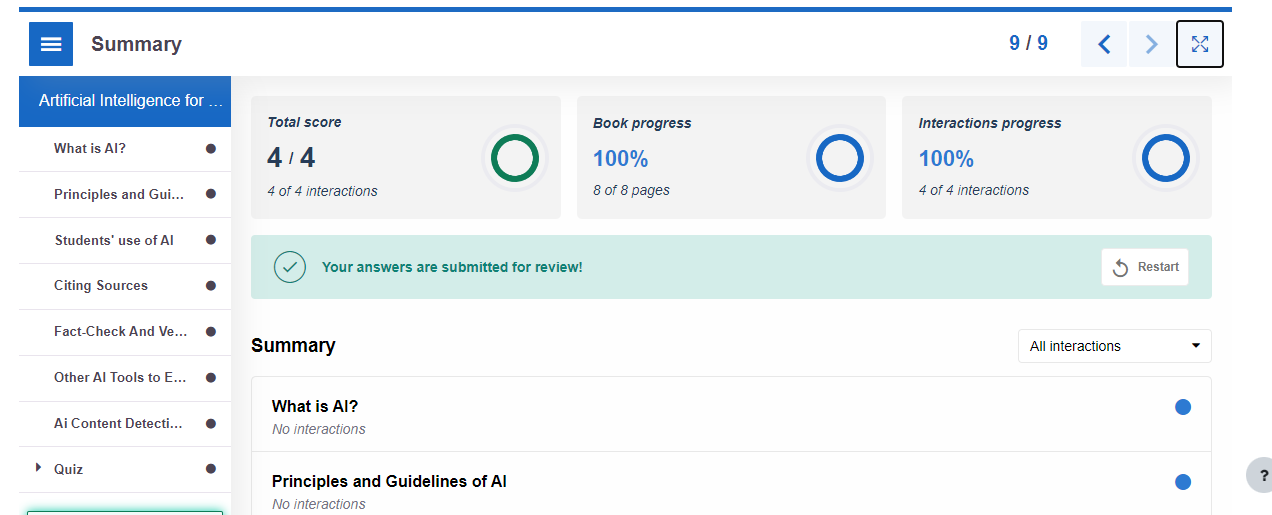 Summary
9 / 9
Artificial Intelligence for ...
What is AI?
Principles and Gui...
Students' use of AI
Citing Sources
Fact-Check And Ve...
Other AI Tools to E...
Ai Content Detecti...
Quiz
Total score
4 / 4
4 of 4 interactions
Book progress
100%
8 of 8 pages
Interactions progress
100%
4 of 4 interactions
Your answers are submitted for review!
Restart
Summary
All interactions
What is AI?
No interactions
Principles and Guidelines of AI
No interactions
?